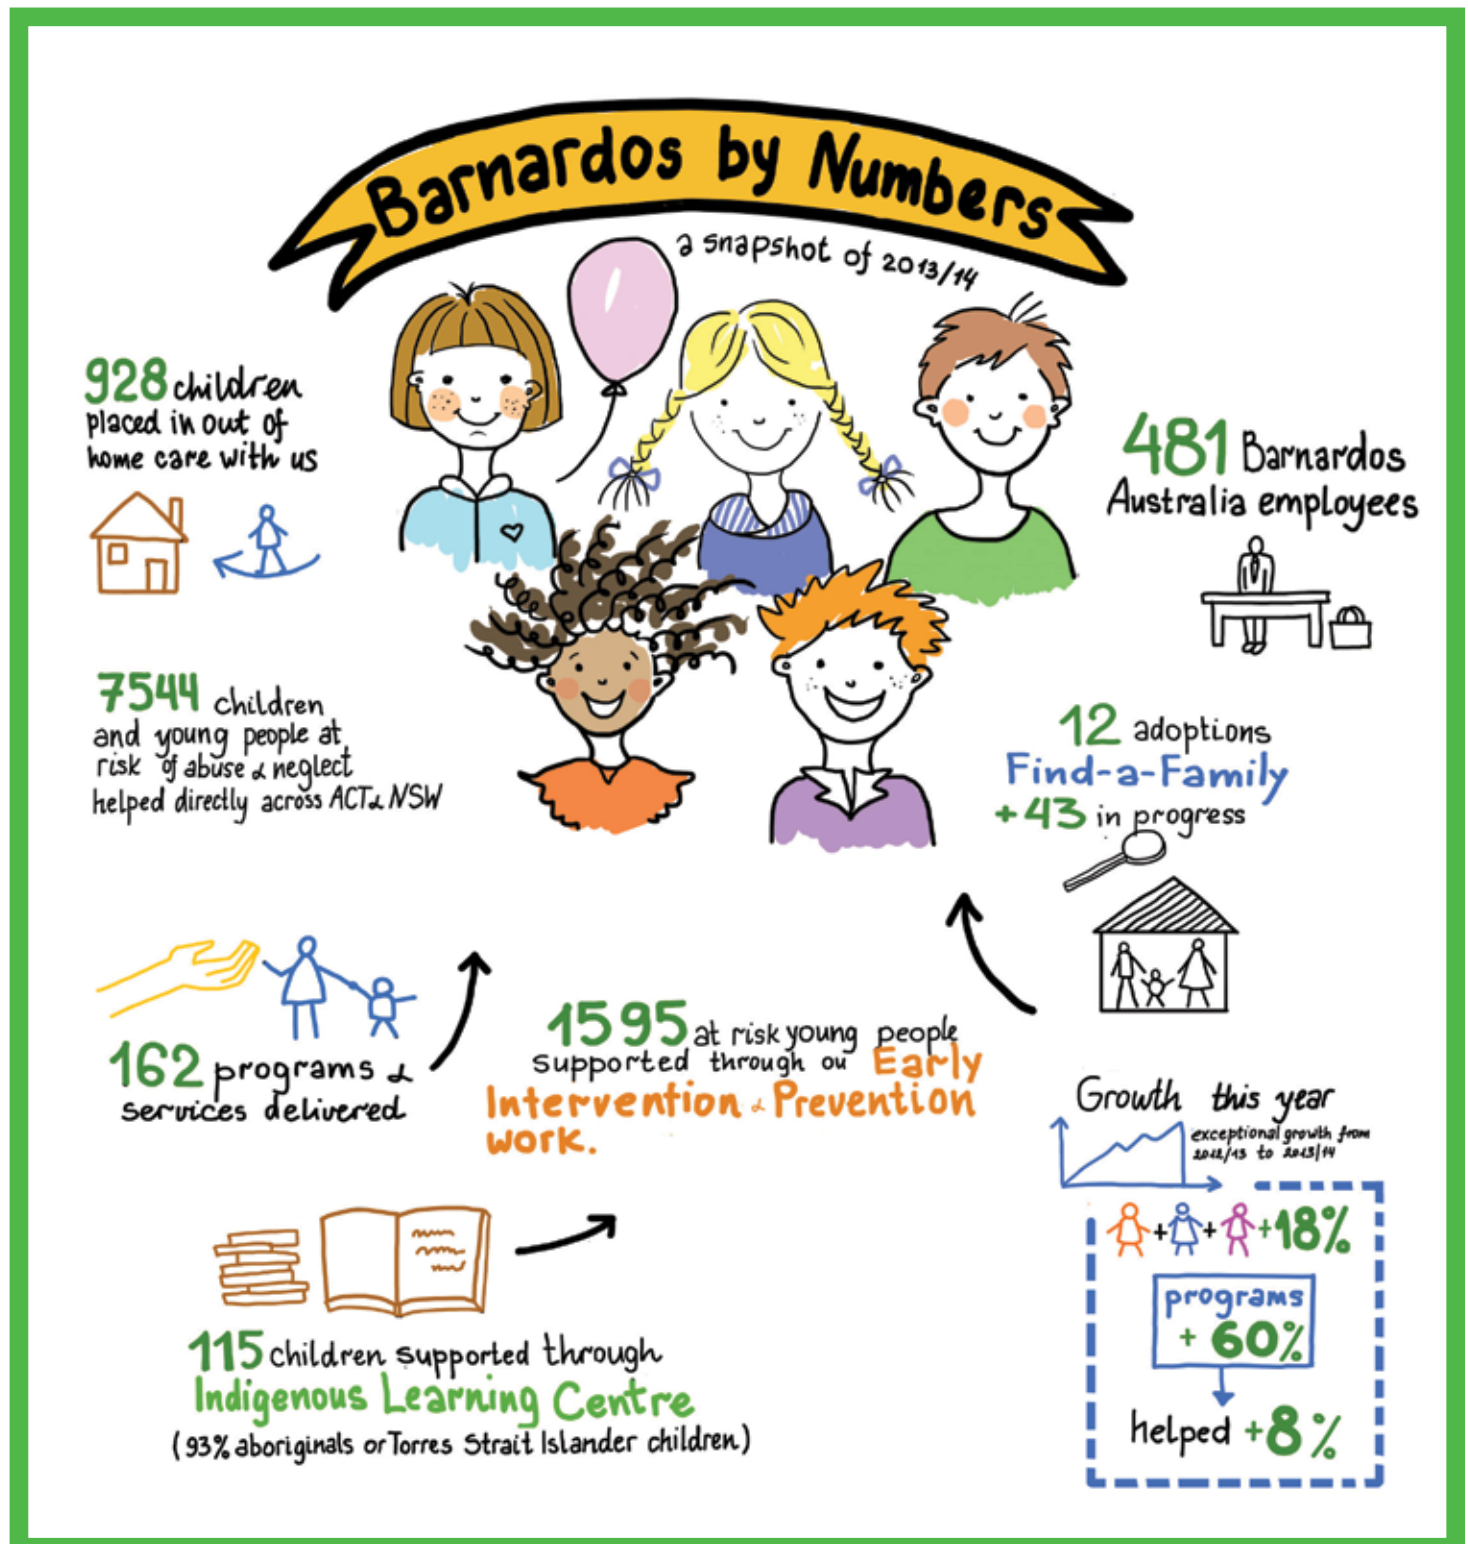 Barnardos by Numbers
a snapshot of 2013/14
928 children
placed in out of
home care with us
481 Barnardos
Australia employees
7544 children
and young people at
risk of abuse & neglect
helped directly across ACT & NSW
12 adoptions
Find-a-Family
+43 in progress
162 programs &
services delivered
1595 at risk young people
supported through ou Early
Intervention & Prevention
work.
Growth this year
exceptional growth from
2012/13 to 2013/14
+ + +18%
programs
+ 60%
helped +8%
115 children supported through
Indigenous Learning Centre
(93% aboriginals or Torres Strait Islander children)